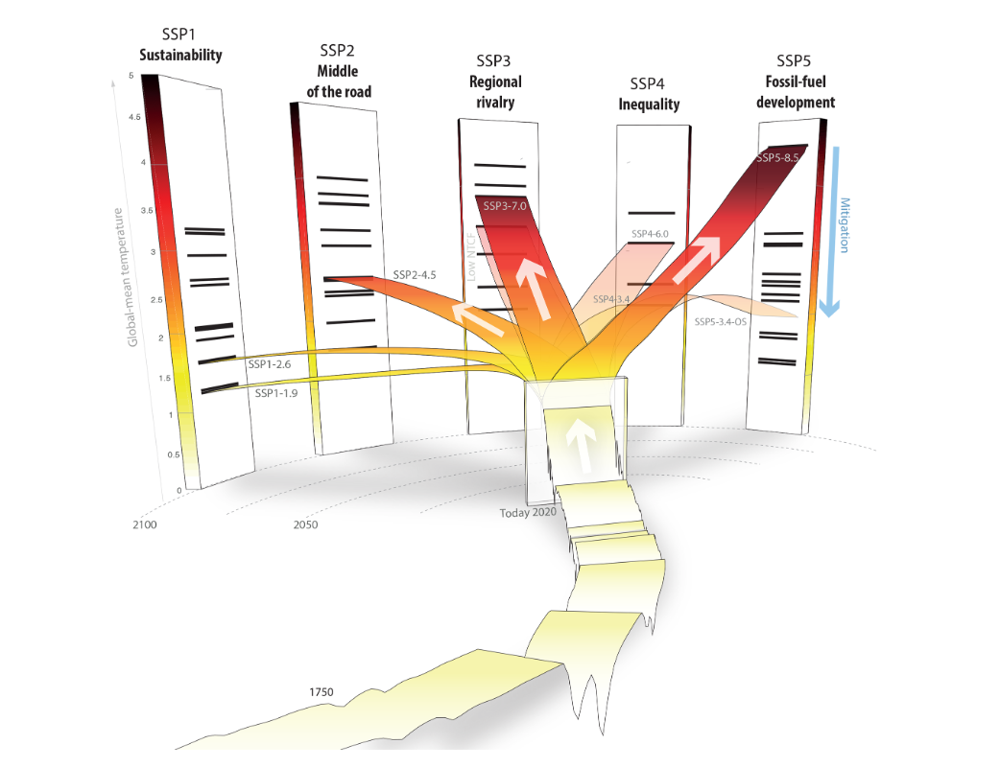 SSP1
Sustainability
SSP2
Middle
of the road
SSP3
Regional
rivalry
SSP4
Inequality
SSP5
Fossil-fuel
development
Global-mean temperature
5
4.5
4
3.5
3
2.5
2
1.5
1
0.5
0
SSP5-8.5
SSP3-7.0
Mitigation
SSP4-6.0
Low NTCF
SSP2-4.5
SSP4-3.4
SSP5-3.4-OS
SSP1-2.6
SSP1-1.9
Today 2020
2100
2050
1750